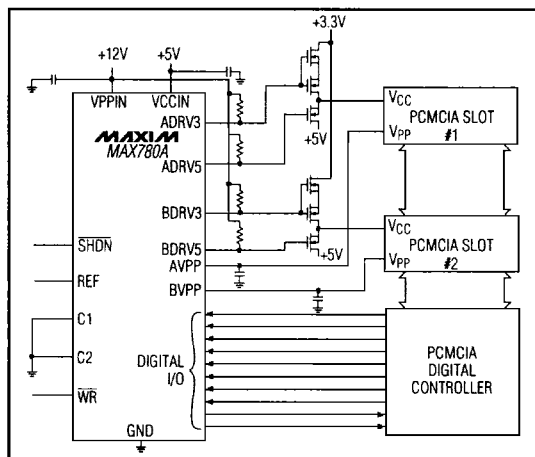 +3.3V
+12V
+5V
VPPIN
VCCIN
MAXIM
MAX780A
ADRV3
ADRV5
+5V
BDRV3
BDRV5
+5V
AVPP
BVPP
SHDN
REF
C1
C2
WR
GND
DIGITAL
I/O
VCC
VPP
PCMCIA SLOT
#1
VCC
VPP
PCMCIA SLOT
#2
PCMCIA
DIGITAL
CONTROLLER